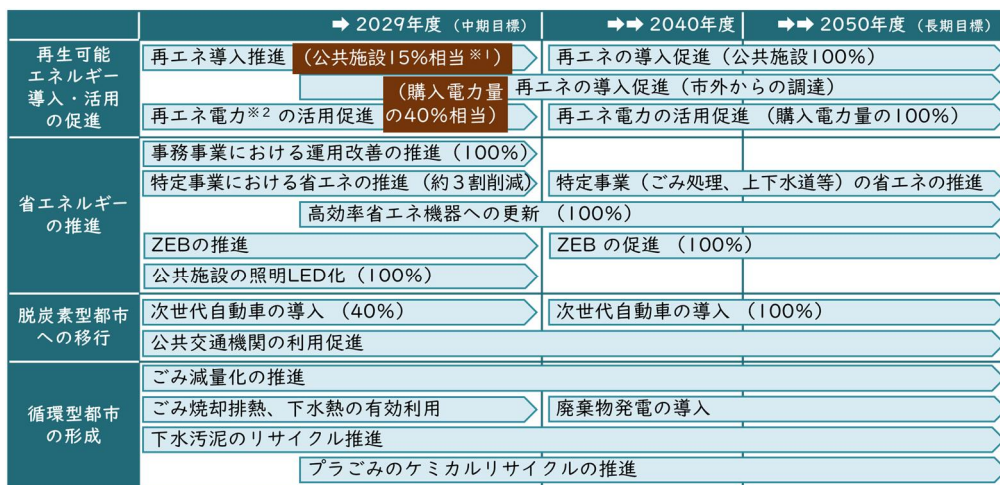 ➡ 2029年度（中期目標）
➡➡ 2040年度
➡➡ 2050年度（長期目標）
再生可能
エネルギー
導入・活用
の促進
再エネ導入推進（公共施設15%相当※1）
再エネの導入促進（公共施設100%）
再エネの導入促進（市外からの調達）
再エネ電力※2 の活用促進
（購入電力量
の40%相当）
再エネ電力の活用促進（購入電力量の100%）
省エネルギー
の推進
事務事業における運用改善の推進（100%）
特定事業における省エネの推進（約3割削減）
特定事業（ごみ処理、上下水道等）の省エネの推進
高効率省エネ機器への更新（100%）
ZEBの推進
ZEB の促進（100%）
公共施設の照明LED化（100%）
脱炭素型都市
への移行
次世代自動車の導入（40%）
次世代自動車の導入（100%）
公共交通機関の利用促進
循環型都市
の形成
ごみ減量化の推進
ごみ焼却排熱、下水熱の有効利用
廃棄物発電の導入
下水汚泥のリサイクル推進
プラごみのケミカルリサイクルの推進